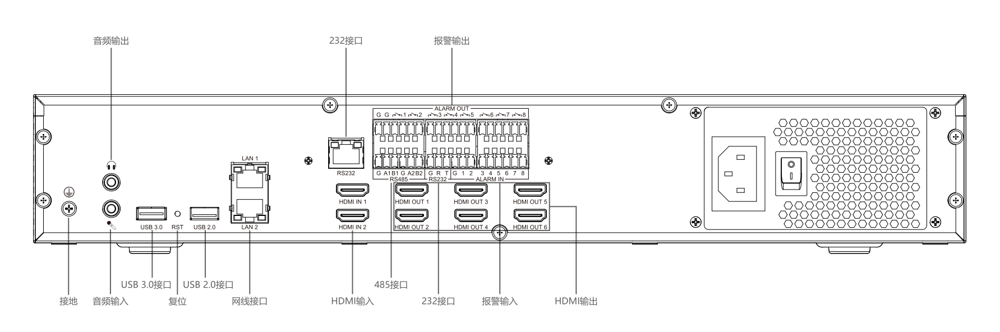 音频输出
232接口
报警输出
ALARM OUT
G G 1 2 3 4 5 6 7 8
LAN 1
RS232
G A1 B1 G A2 B2 G R T G 1 2 3 4 5 6 7 8
RS485 RS232 ALARM IN
HDMI IN 1 HDMI OUT 1 HDMI OUT 3 HDMI OUT 5
USB 3.0 RST USB 2.0 LAN 2 HDMI IN 2 HDMI OUT 2 HDMI OUT 4 HDMI OUT 6
USB 3.0接口 USB 2.0接口 485接口
接地 音频输入 复位 网线接口 HDMI输入 232接口 报警输入 HDMI输出